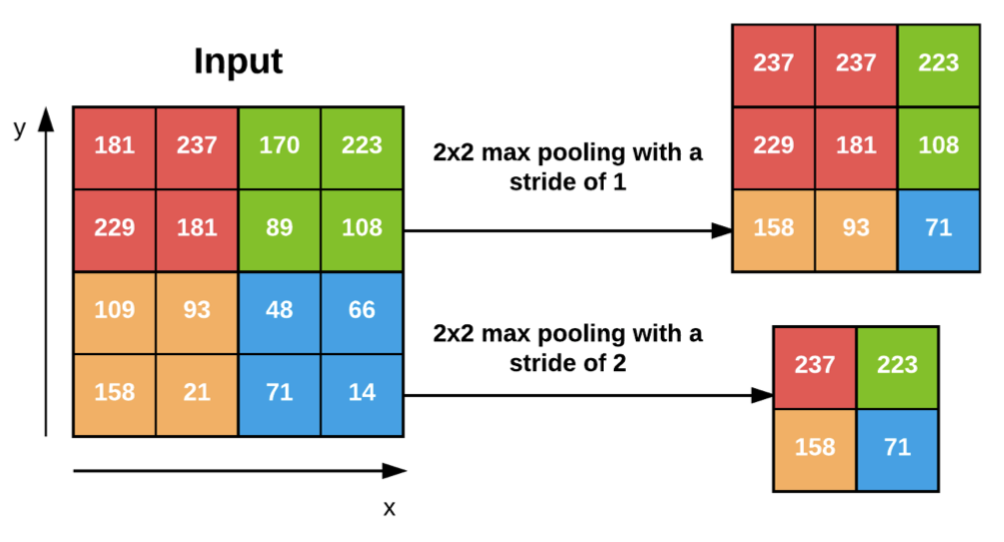 Input
y
181 237 170 223
229 181 89 108
109 93 48 66
158 21 71 14
x
2x2 max pooling with a
stride of 1
237 237 223
229 181 108
158 93 71
2x2 max pooling with a
stride of 2
237 223
158 71